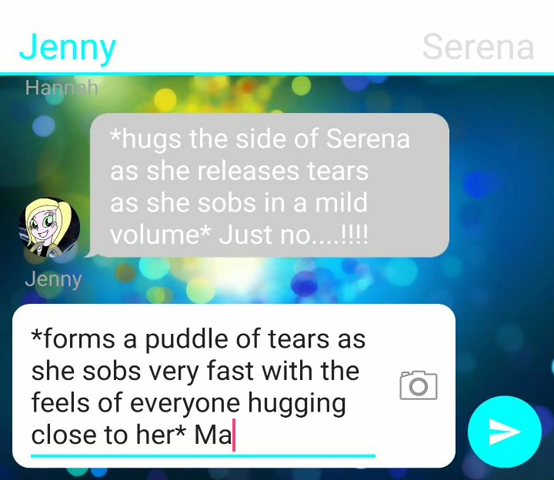 Jenny Serena
Hannah
*hugs the side of Serena
as she releases tears
as she sobs in a mild
volume* Just no....!!!!
Jenny
*forms a puddle of tears as
she sobs very fast with the
feels of everyone hugging
close to her* Ma